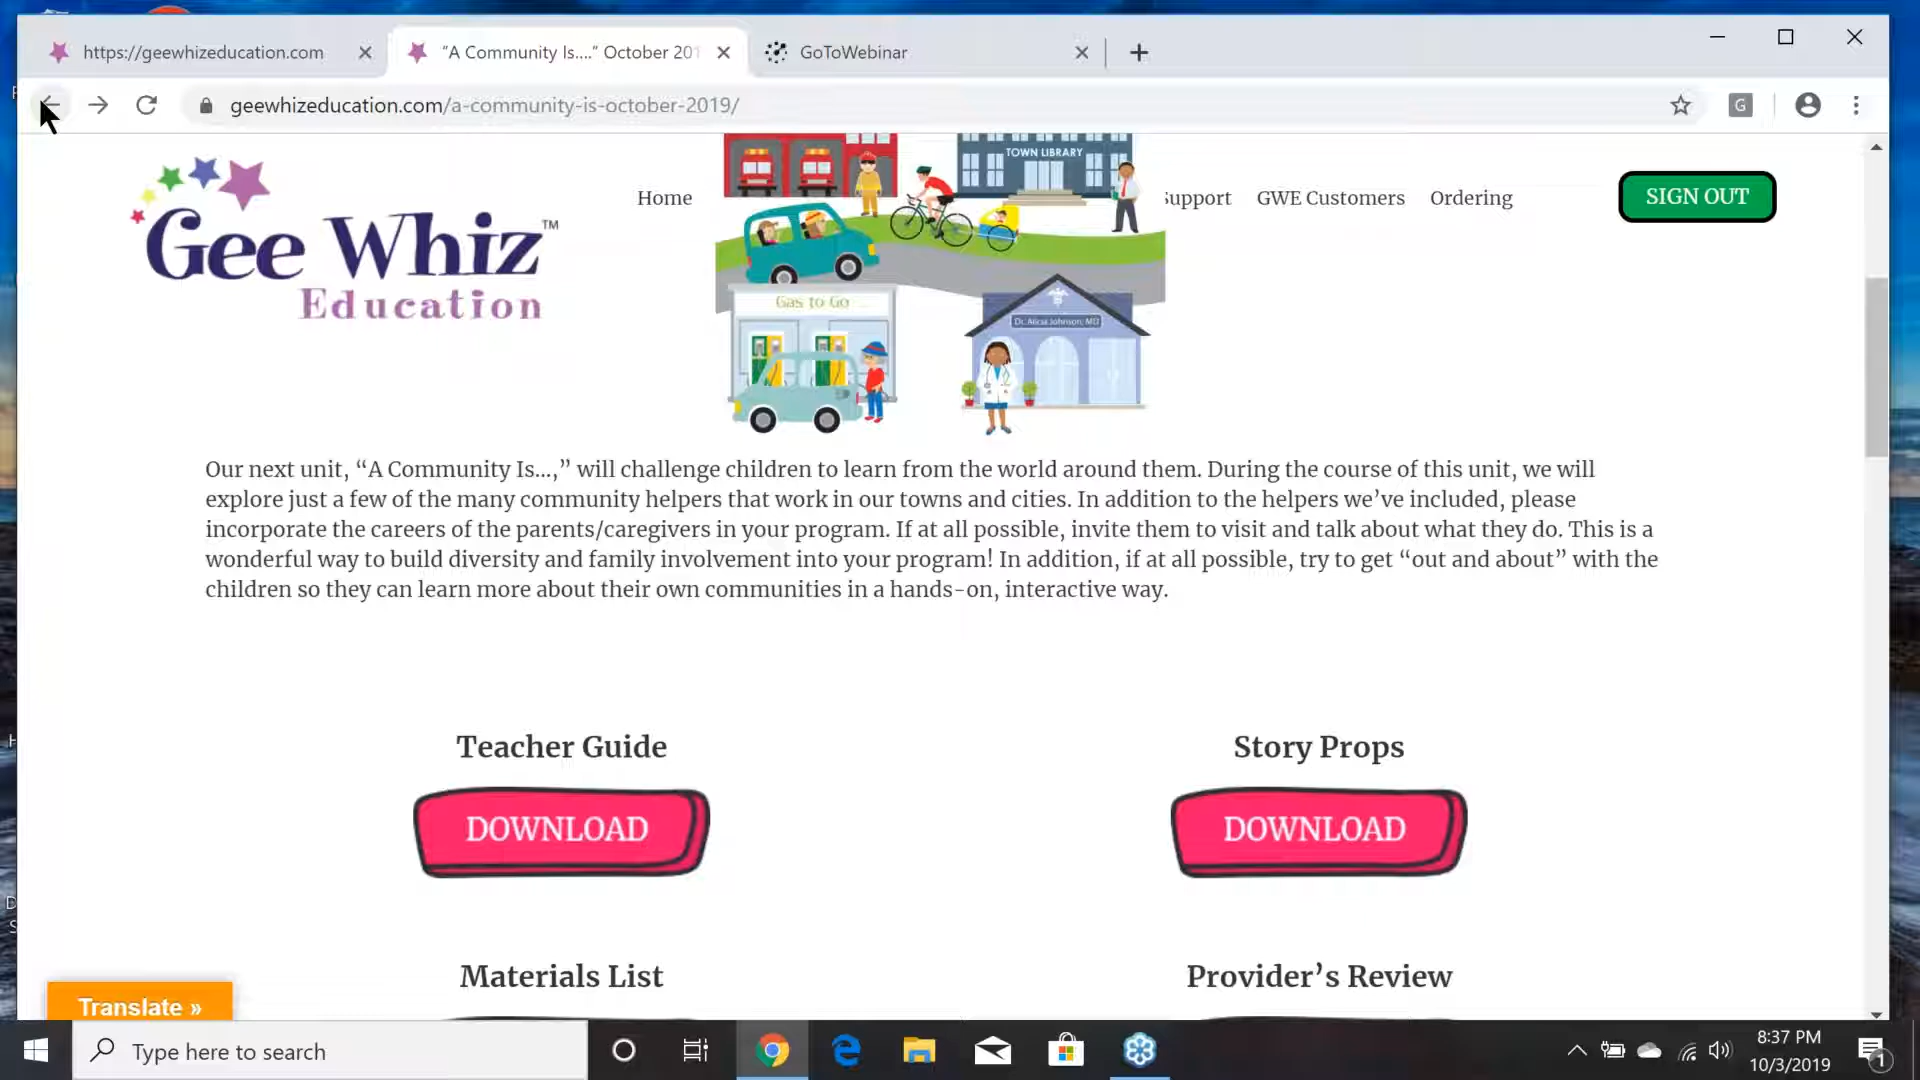 https://geewhizeducation.com
“A Community Is....” October 201
GoToWebinar
geewhizeducation.com/a-community-is-october-2019/
G
TOWN LIBRARY
Home
Support
GWE Customers
Ordering
SIGN OUT
Gee Whiz™
Education
Gas to Go
Dr. Alicia Johnson, MD
Our next unit, “A Community Is...,” will challenge children to learn from the world around them. During the course of this unit, we will
explore just a few of the many community helpers that work in our towns and cities. In addition to the helpers we’ve included, please
incorporate the careers of the parents/caregivers in your program. If at all possible, invite them to visit and talk about what they do. This is a
wonderful way to build diversity and family involvement into your program! In addition, if at all possible, try to get “out and about” with the
children so they can learn more about their own communities in a hands-on, interactive way.
Teacher Guide
Story Props
DOWNLOAD
DOWNLOAD
Materials List
Provider’s Review
Translate »
Type here to search
8:37 PM
10/3/2019
1